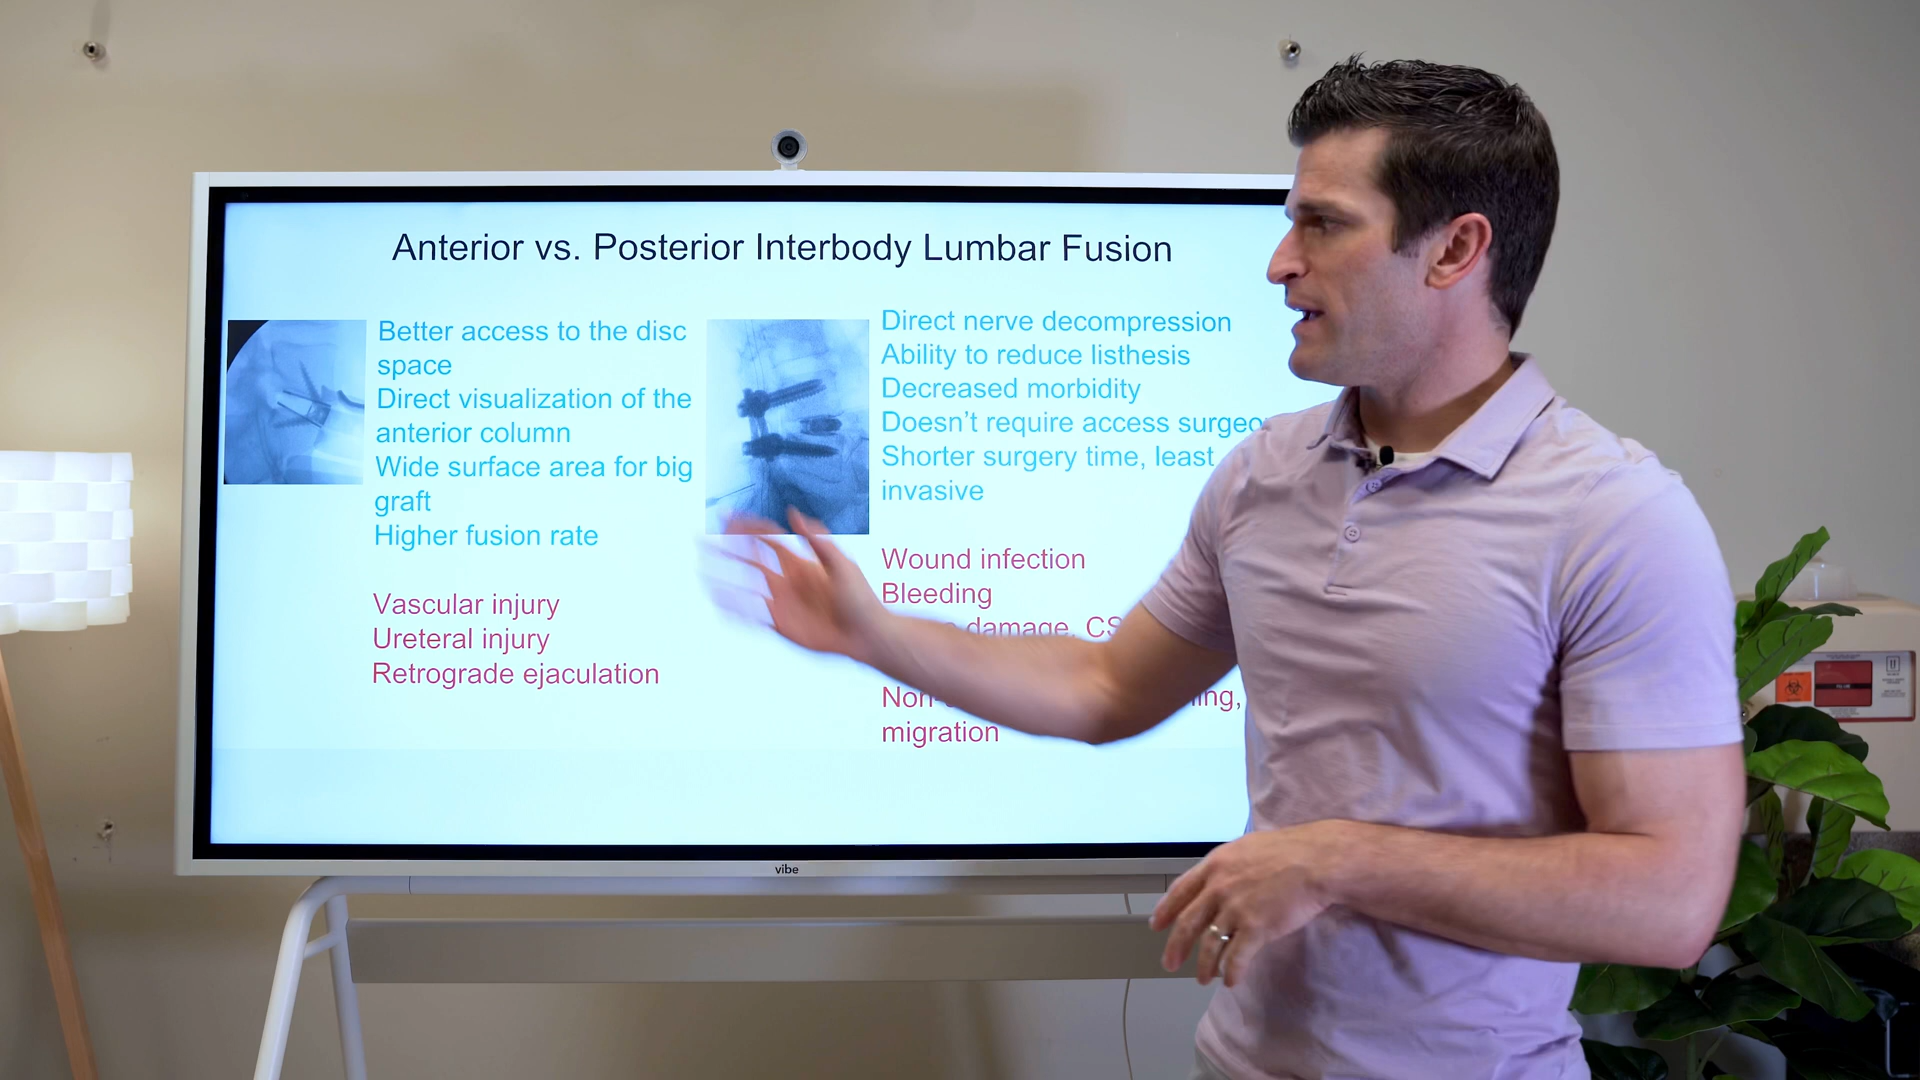 Anterior vs. Posterior Interbody Lumbar Fusion
Better access to the disc
space
Direct visualization of the
anterior column
Wide surface area for big
graft
Higher fusion rate
Vascular injury
Ureteral injury
Retrograde ejaculation
Direct nerve decompression
Ability to reduce listhesis
Decreased morbidity
Doesn't require access
Shorter surgery time, least
invasive
Wound infection
Bleeding
damage,
migration
vibe